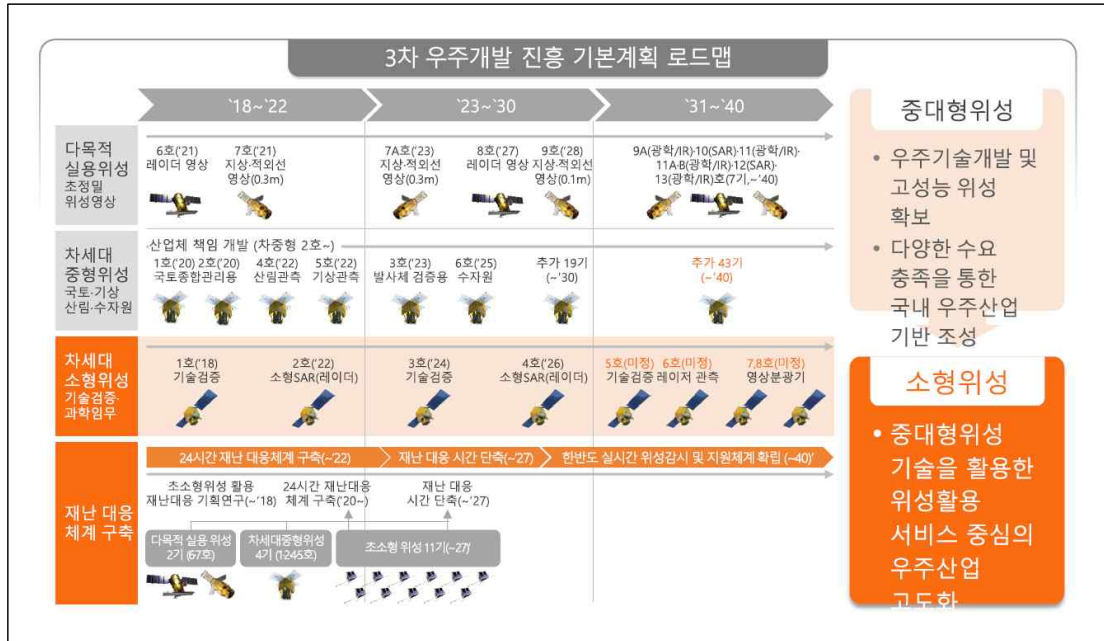 3차 우주개발 진흥 기본계획 로드맵
`18~`22
`23~`30
`31~`40
다목적
실용위성
초정밀
위성영상
6호('21)
레이더 영상
7호('21)
지상·적외선
영상(0.3m)
7A호('23)
지상·적외선
영상(0.3m)
8호('27)
레이더 영상
9호('28)
지상·적외선
영상(0.1m)
9A(광학/IR)·10(SAR)·11(광학/IR)·
11A·B(광학/IR)·12(SAR)·
13(광학/IR)호(7기,~'40)
차세대
중형위성
국토·기상
산림·수자원
산업체 책임 개발 (차중형 2호~)
1호('20) 2호('20)
국토종합관리용
4호('22)
산림관측
5호('22)
기상관측
3호('23)
발사체 검증용
6호('25)
수자원
추가 19기
(~'30)
추가 43기
(~'40)
차세대
소형위성
기술검증·
과학임무
1호('18)
기술검증
2호('22)
소형SAR(레이더)
3호('24)
기술검증
4호('26)
소형SAR(레이더)
5호(미정)
기술검증
6호(미정)
레이저 관측
7,8호(미정)
영상분광기
재난 대응
체계 구축
24시간 재난 대응체계 구축(~'22)
재난 대응 시간 단축(~'27)
한반도 실시간 위성감시 및 지원체계 확립 (~40)'
초소형위성 활용
재난대응 기획연구(~'18)
24시간 재난대응
체계 구축('20~)
재난 대응
시간 단축(~'27)
다목적 실용 위성
2기 (67호)
차세대중형위성
4기 (1245호)
초소형 위성 11기(~27)'
중대형위성
• 우주기술개발 및
고성능 위성
확보
• 다양한 수요
충족을 통한
국내 우주산업
기반 조성
소형위성
• 중대형위성
기술을 활용한
위성활용
서비스 중심의
우주산업
고도화